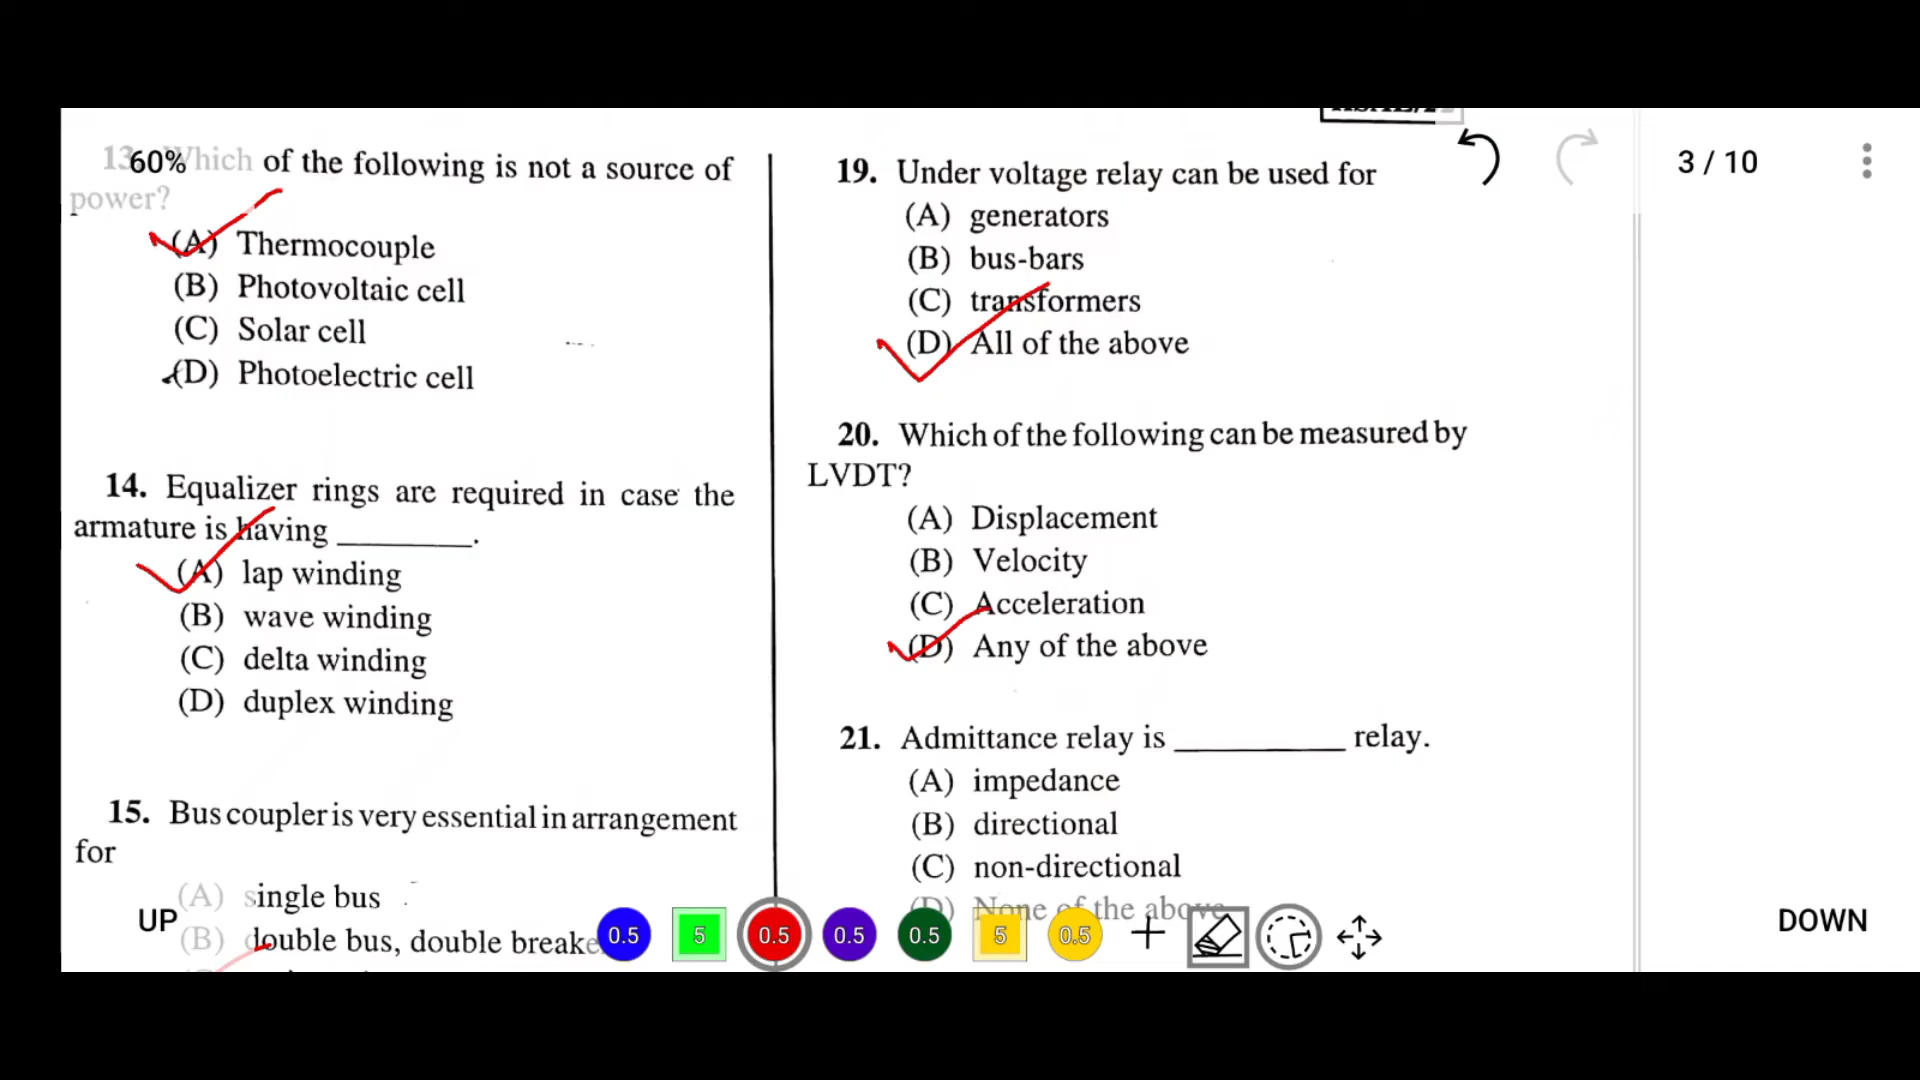 60%
13. Which of the following is not a source of
power?
(A) Thermocouple
(B) Photovoltaic cell
(C) Solar cell
(D) Photoelectric cell
14. Equalizer rings are required in case the
armature is having ________.
(A) lap winding
(B) wave winding
(C) delta winding
(D) duplex winding
15. Bus coupler is very essential in arrangement
for
(A) single bus
(B) double bus, double breake
19. Under voltage relay can be used for
(A) generators
(B) bus-bars
(C) transformers
(D) All of the above
20. Which of the following can be measured by
LVDT?
(A) Displacement
(B) Velocity
(C) Acceleration
(D) Any of the above
21. Admittance relay is __________ relay.
(A) impedance
(B) directional
(C) non-directional
(D) None of the above
3 / 10
UP
0.5 5 0.5 0.5 0.5 5 0.5
DOWN